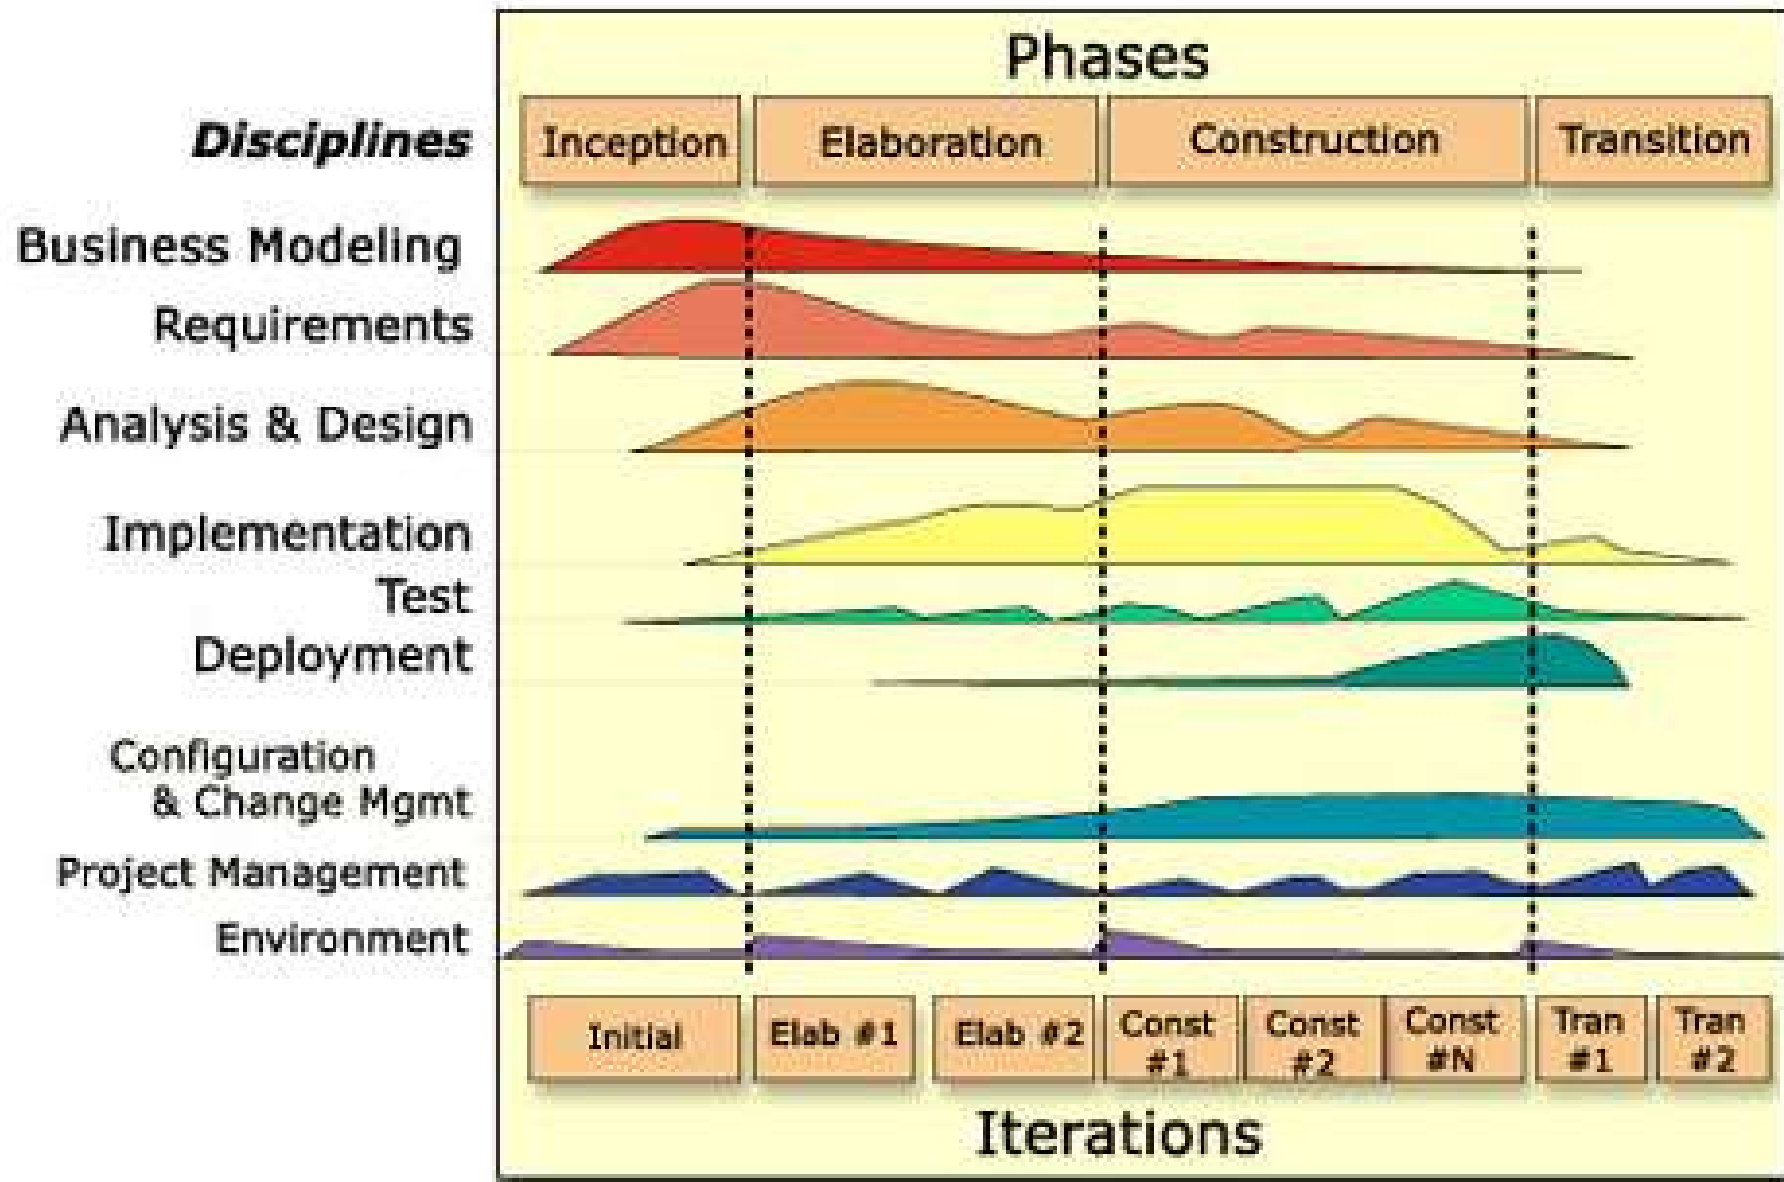 Phases
Disciplines
Inception
Elaboration
Construction
Transition
Business Modeling
Requirements
Analysis & Design
Implementation
Test
Deployment
Configuration
& Change Mgmt
Project Management
Environment
Initial
Elab #1
Elab #2
Const
#1
Const
#2
Const
#N
Tran
#1
Tran
#2
Iterations